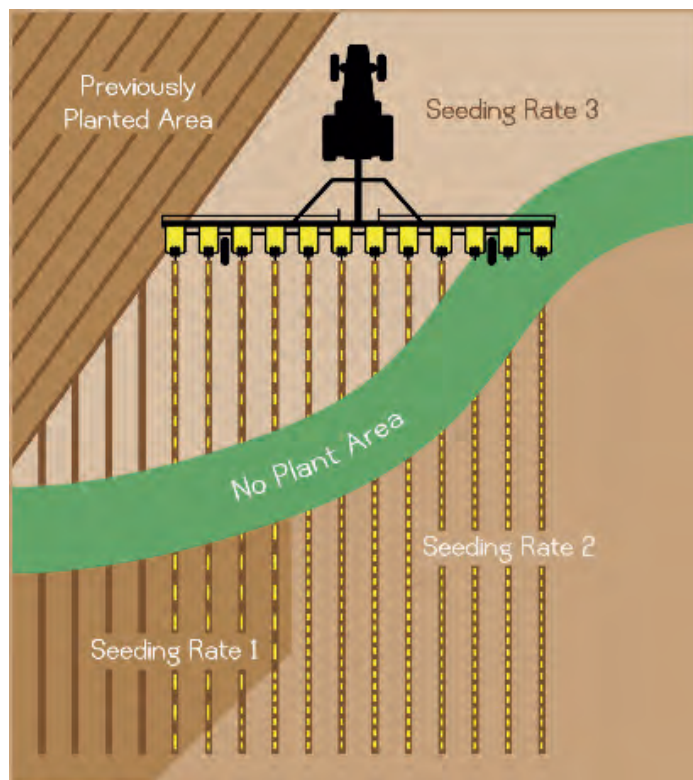 Previously
Planted Area
Seeding Rate 3
No Plant Area
Seeding Rate 2
Seeding Rate 1